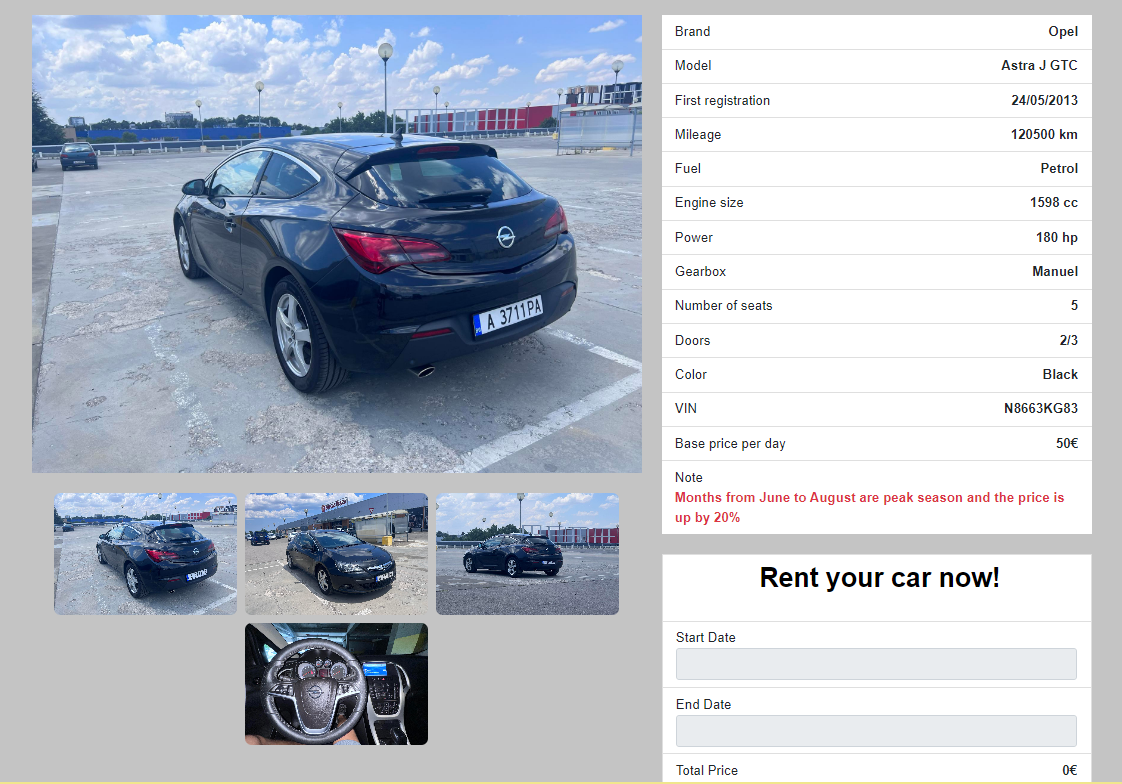 A 3711PA
Brand Opel
Model Astra J GTC
First registration 24/05/2013
Mileage 120500 km
Fuel Petrol
Engine size 1598 cc
Power 180 hp
Gearbox Manuel
Number of seats 5
Doors 2/3
Color Black
VIN N8663KG83
Base price per day 50€
Note
Months from June to August are peak season and the price is
up by 20%
Rent your car now!
Start Date
End Date
Total Price 0€